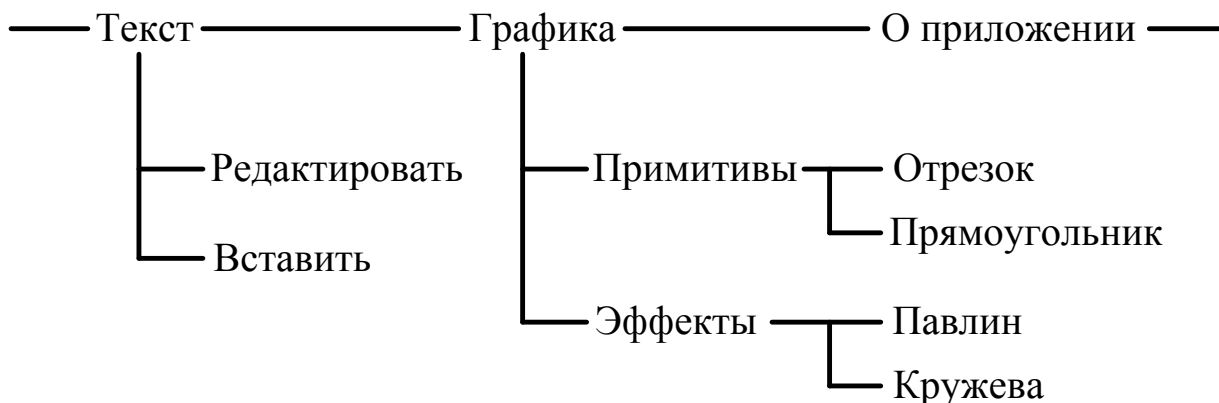 Текст Графика О приложении
Редактировать Примитивы Отрезок
Прямоугольник
Вставить
Эффекты Павлин
Кружева